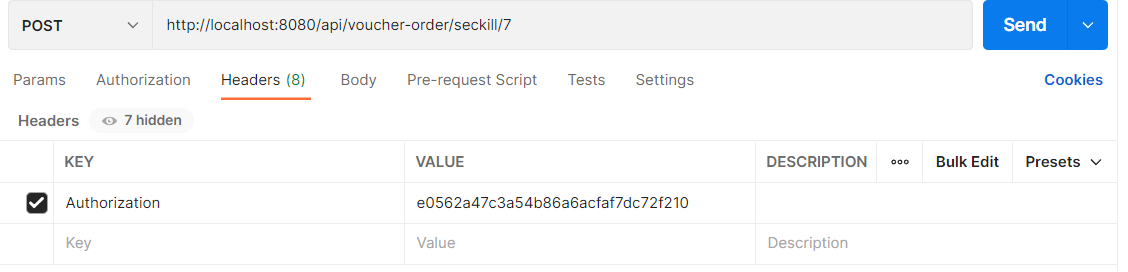 POST http://localhost:8080/api/voucher-order/seckill/7 Send
Params Authorization Headers (8) Body Pre-request Script Tests Settings Cookies
Headers 7 hidden
KEY VALUE DESCRIPTION Bulk Edit Presets
Authorization e0562a47c3a54b86a6acfaf7dc72f210
Key Value Description